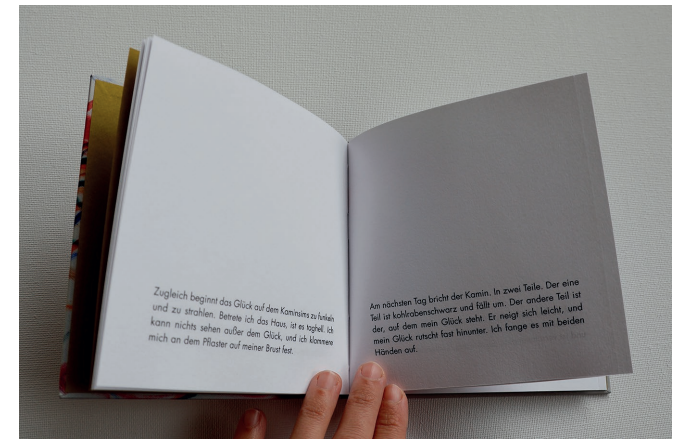 Zugleich beginnt das Glück auf dem Kaminsims zu funkeln
und zu strahlen. Betrete ich das Haus, ist es taghell. Ich
kann nichts sehen außer dem Glück, und ich klammere
mich an dem Pflaster auf meiner Brust fest.
Am nächsten Tag bricht der Kamin. In zwei Teile. Der eine
Teil ist kohlrabenschwarz und fällt um. Der andere Teil ist
der, auf dem mein Glück steht. Er neigt sich leicht, und
mein Glück rutscht fast hinunter. Ich fange es mit beiden
Händen auf.